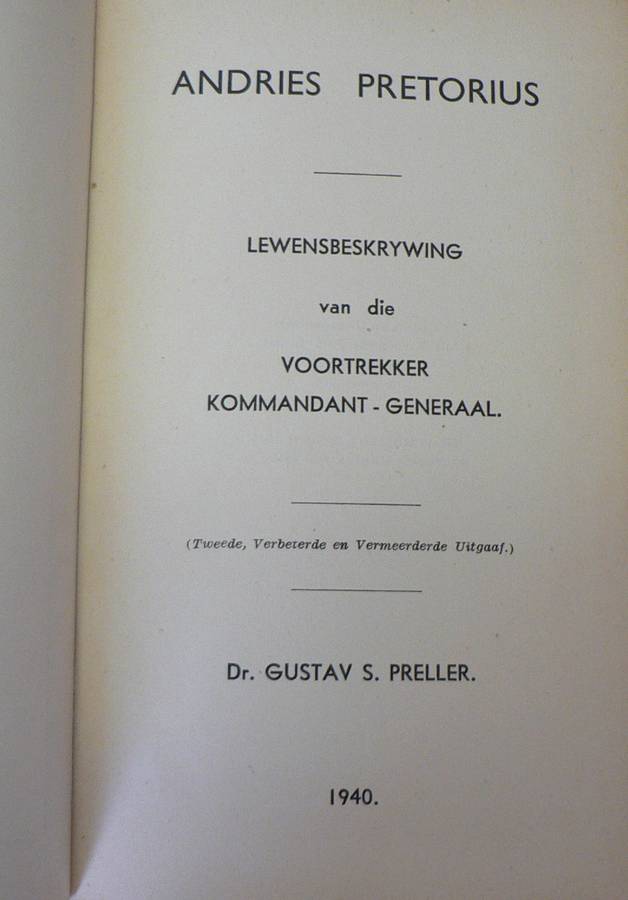 ANDRIES PRETORIUS
LEWENSBESKRYWING
van die
VOORTREKKER
KOMMANDANT - GENERAAL.
(Tweede, Verbeterde en Vermeerderde Uitgaaf.)
Dr. GUSTAV S. PRELLER.
1940.